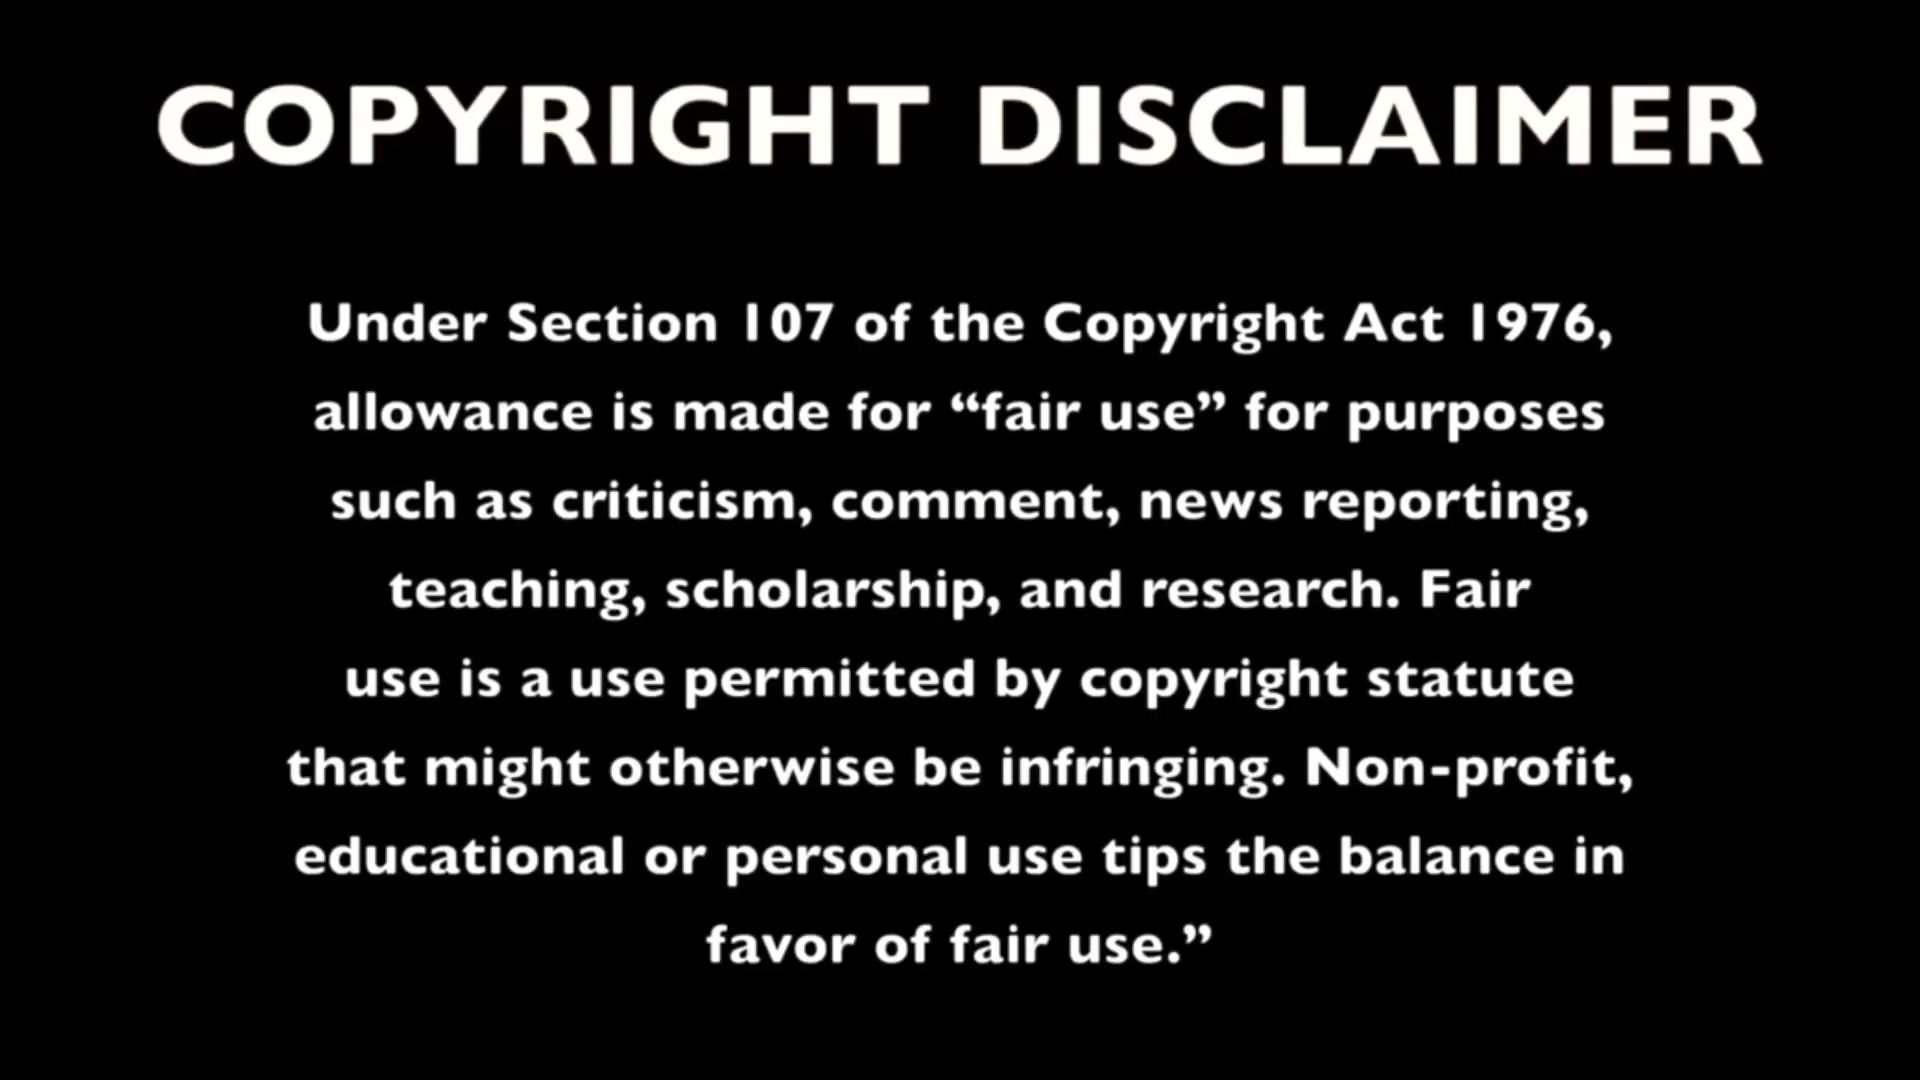 COPYRIGHT DISCLAIMER
Under Section 107 of the Copyright Act 1976,
allowance is made for “fair use” for purposes
such as criticism, comment, news reporting,
teaching, scholarship, and research. Fair
use is a use permitted by copyright statute
that might otherwise be infringing. Non-profit,
educational or personal use tips the balance in
favor of fair use.”